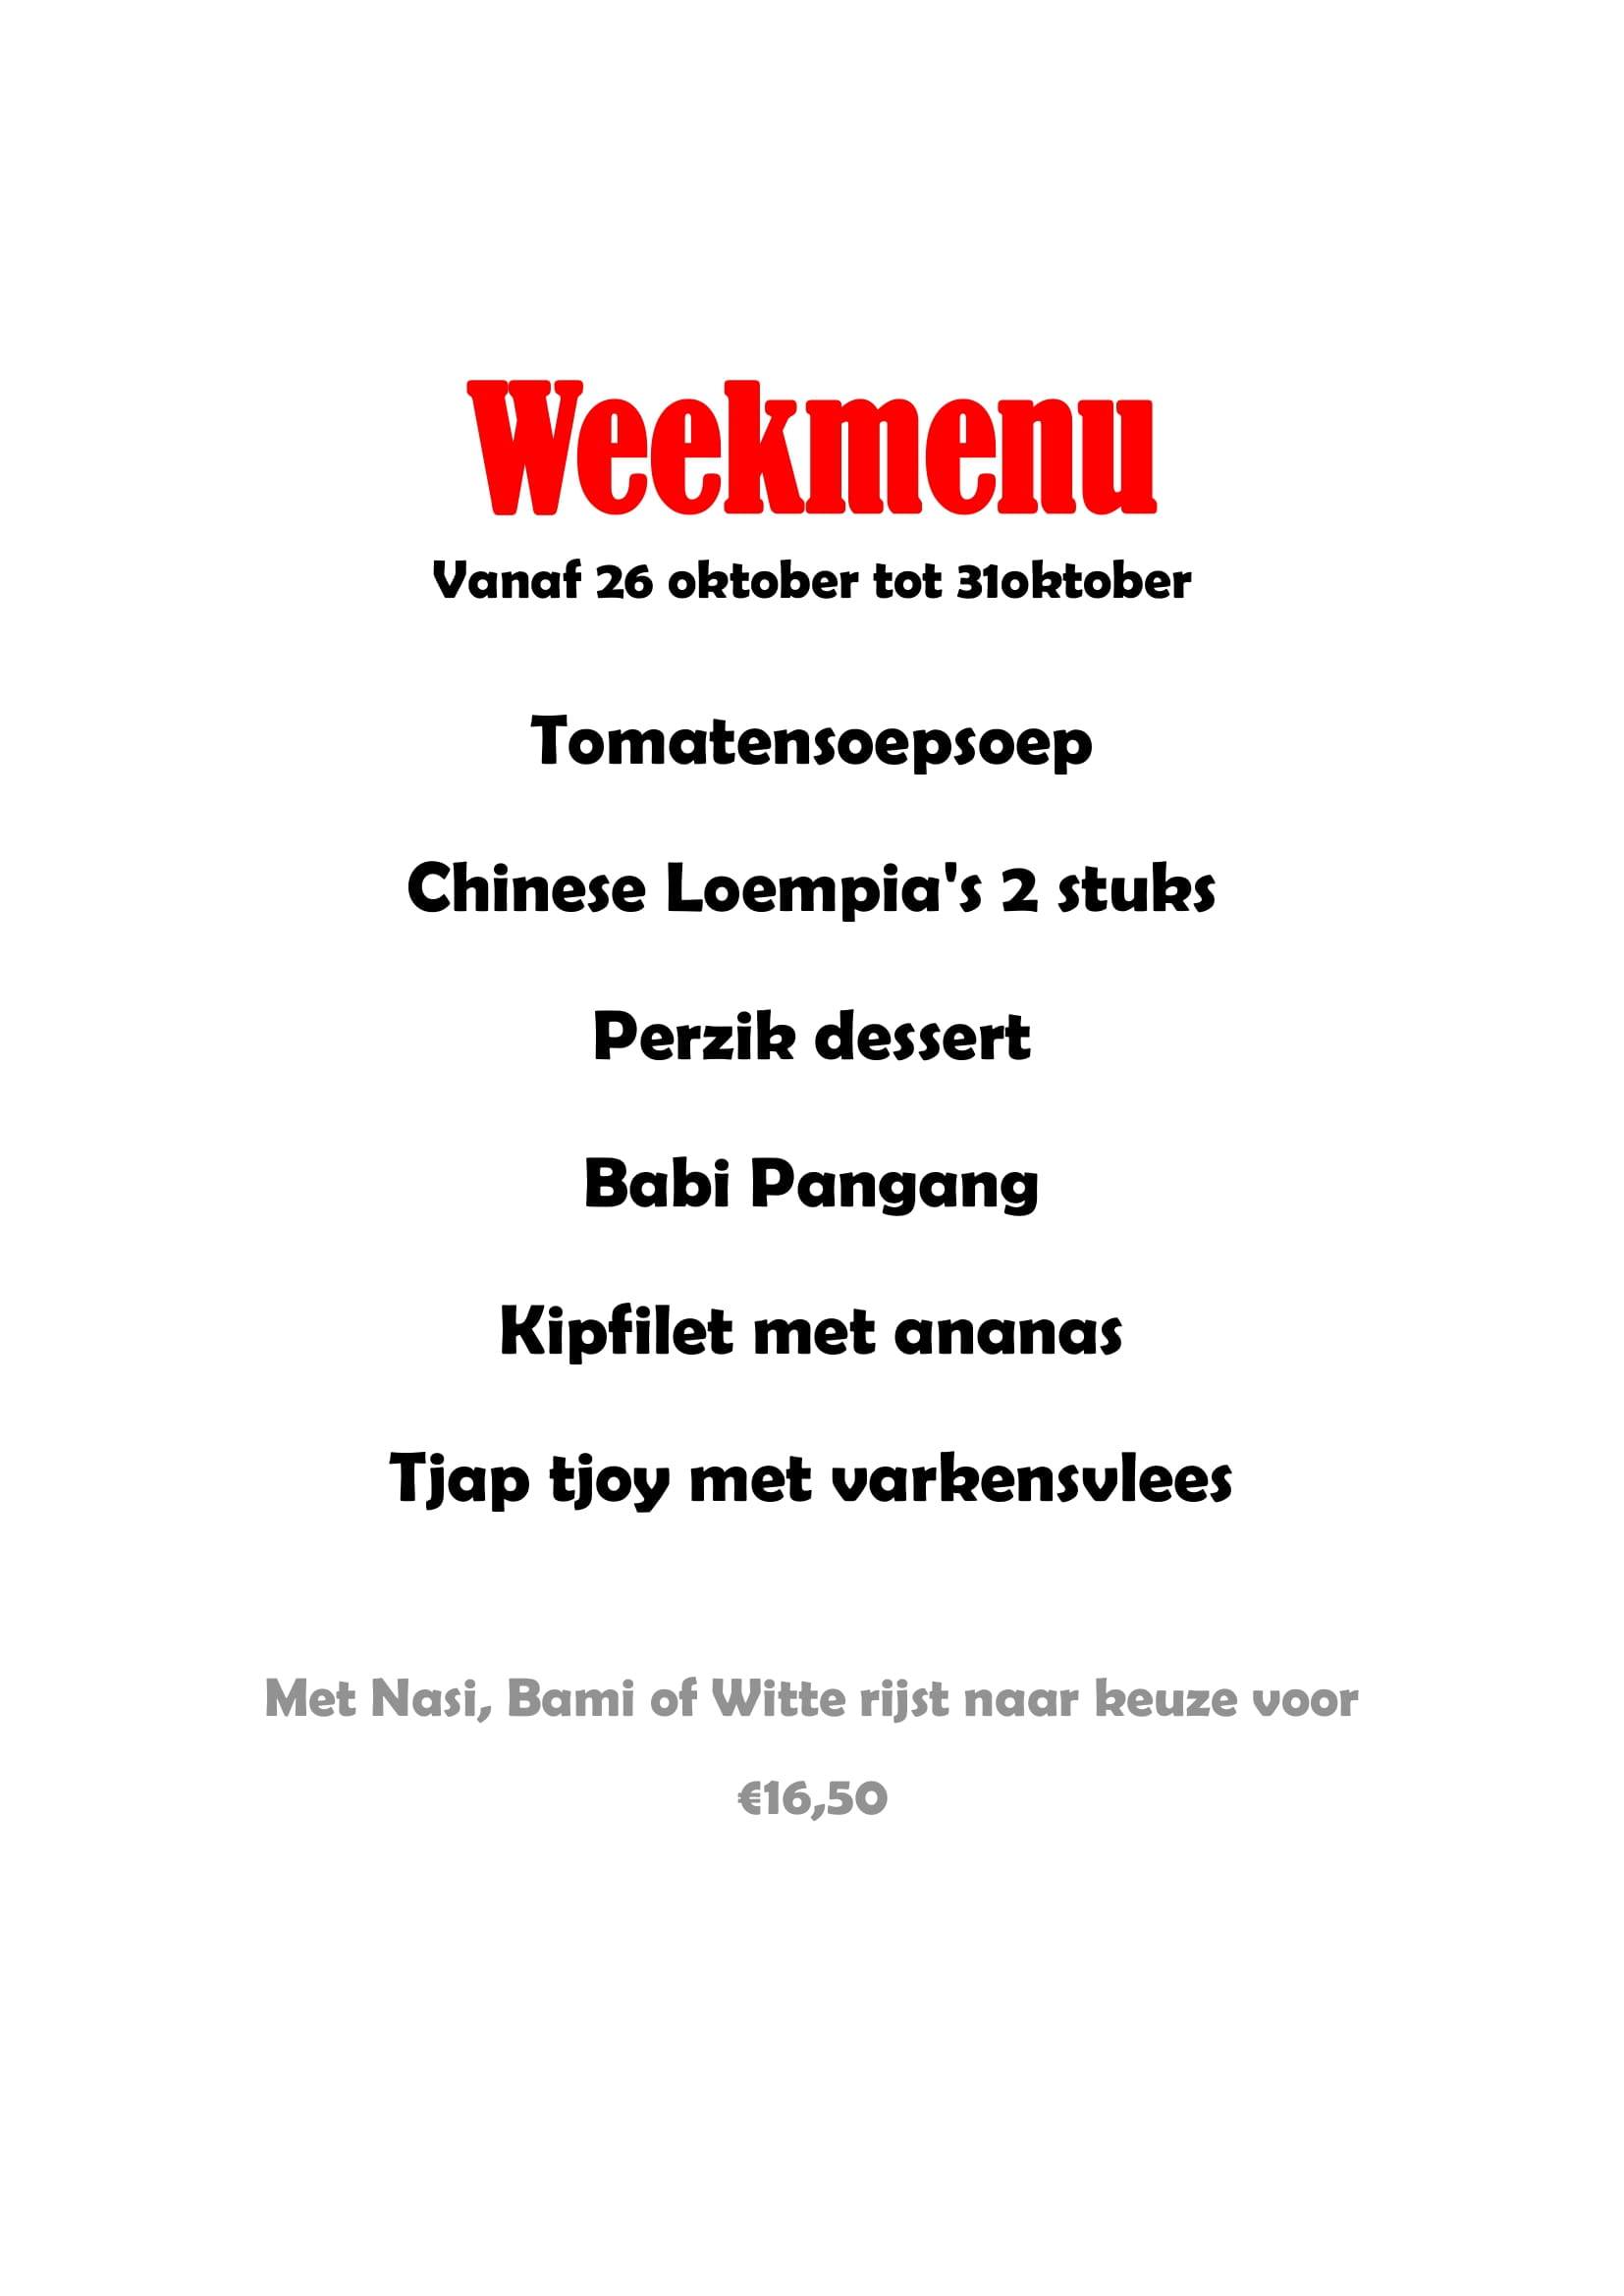 Weekmenu
Vanaf 26 oktober tot 31oktober
Tomatensoepsoep
Chinese Loempia's 2 stuks
Perzik dessert
Babi Pangang
Kipfilet met ananas
Tjap tjoy met varkensvlees
Met Nasi, Bami of Witte rijst naar keuze voor
€16,50